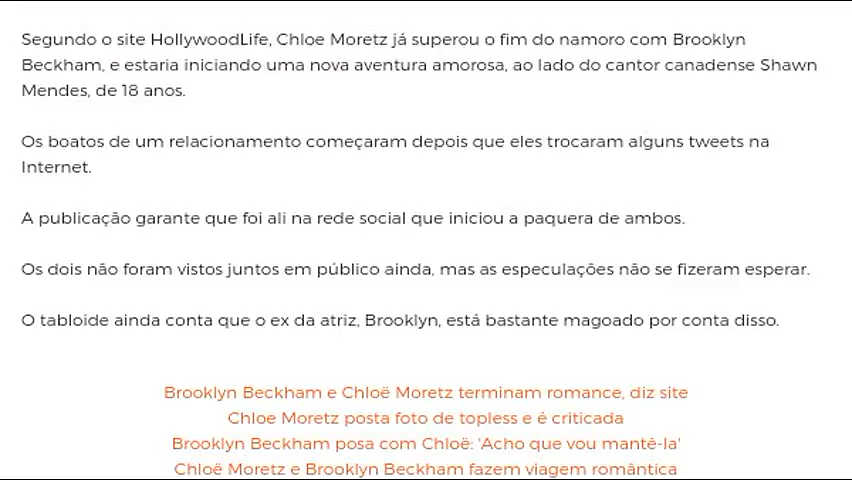 Segundo o site HollywoodLife, Chloe Moretz já superou o fim do namoro com Brooklyn
Beckham, e estaria iniciando uma nova aventura amorosa, ao lado do cantor canadense Shawn
Mendes, de 18 anos.
Os boatos de um relacionamento começaram depois que eles trocaram alguns tweets na
Internet.
A publicação garante que foi ali na rede social que iniciou a paquera de ambos.
Os dois não foram vistos juntos em público ainda, mas as especulações não se fizeram esperar.
O tabloide ainda conta que o ex da atriz, Brooklyn, está bastante magoado por conta disso.
Brooklyn Beckham e Chloë Moretz terminam romance, diz site
Chloe Moretz posta foto de topless e é criticada
Brooklyn Beckham posa com Chloë: 'Acho que vou mantê-la'
Chloë Moretz e Brooklyn Beckham fazem viagem romântica